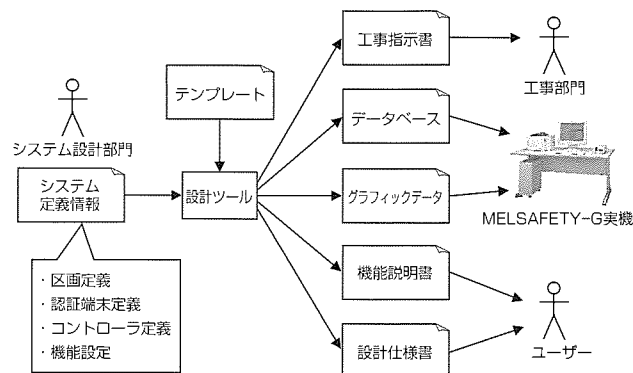 工事指示書
工事部門
テンプレート
データベース
システム設計部門
システム
定義情報
設計ツール
グラフィックデータ
MELSAFETY-G実機
・区画定義
・認証端末定義
・コントローラ定義
・機能設定
機能説明書
設計仕様書
ユーザー